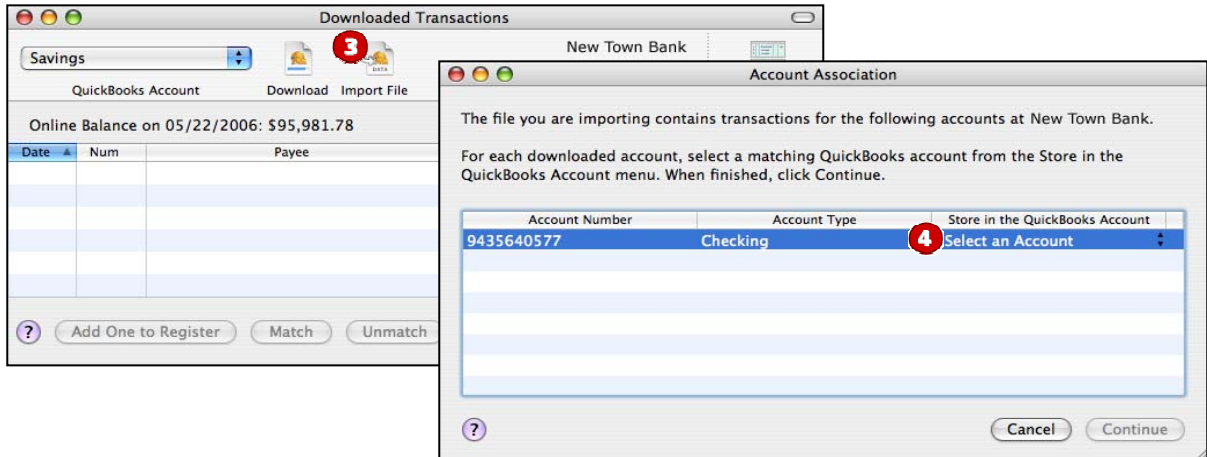 Downloaded Transactions
Savings
3
DATA
New Town Bank
QuickBooks Account
Download
Import File
Online Balance on 05/22/2006: $95,981.78
Date Num Payee
? Add One to Register Match Unmatch
Account Association
The file you are importing contains transactions for the following accounts at New Town Bank.
For each downloaded account, select a matching QuickBooks account from the Store in the
QuickBooks Account menu. When finished, click Continue.
Account Number Account Type Store in the QuickBooks Account
9435640577 Checking 4 Select an Account
? Cancel Continue